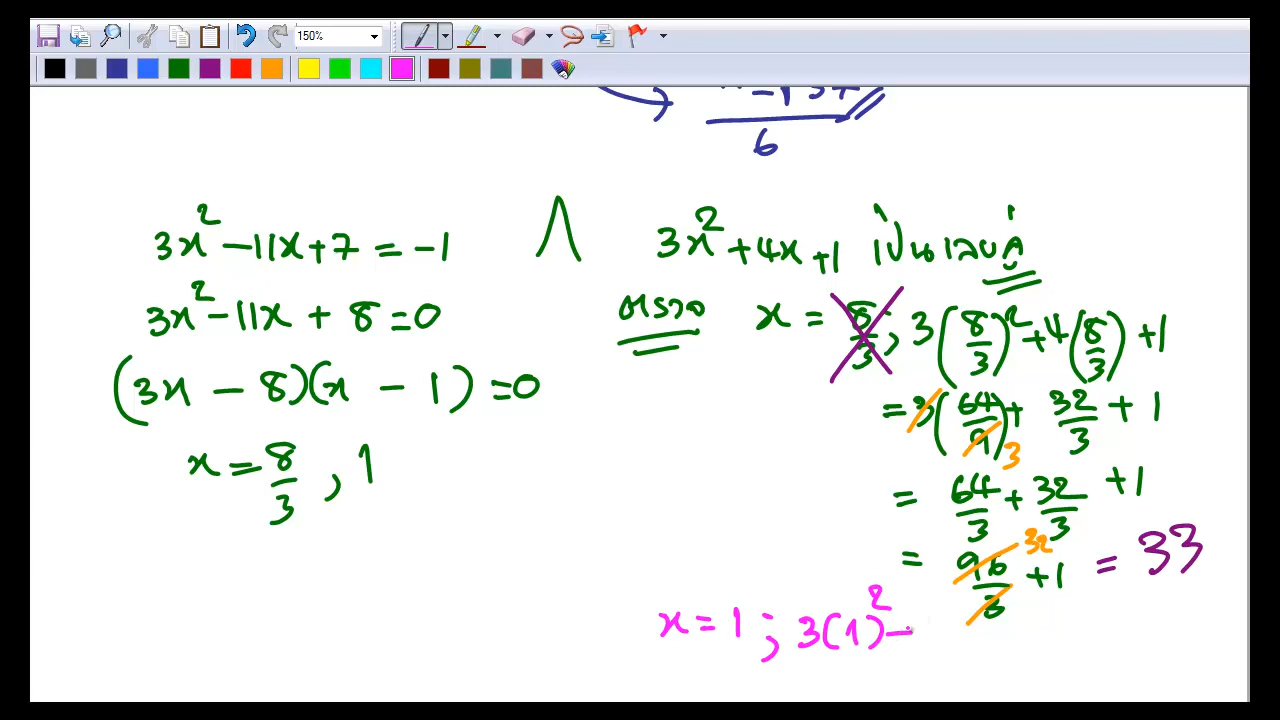 150%
6
3x² - 11x + 7 = -1 ∧ 3x² + 4x + 1 เป็นเลขคู่
3x² - 11x + 8 = 0
ตรวจ x = 8/3 ; 3(8/3)² + 4(8/3) + 1
(3x - 8)(x - 1) = 0
= 3(64/9) + 32/3 + 1
3
x = 8/3 , 1
= 64/3 + 32/3 + 1
32
= 96/3 + 1 = 33
x = 1 ; 3(1)² -